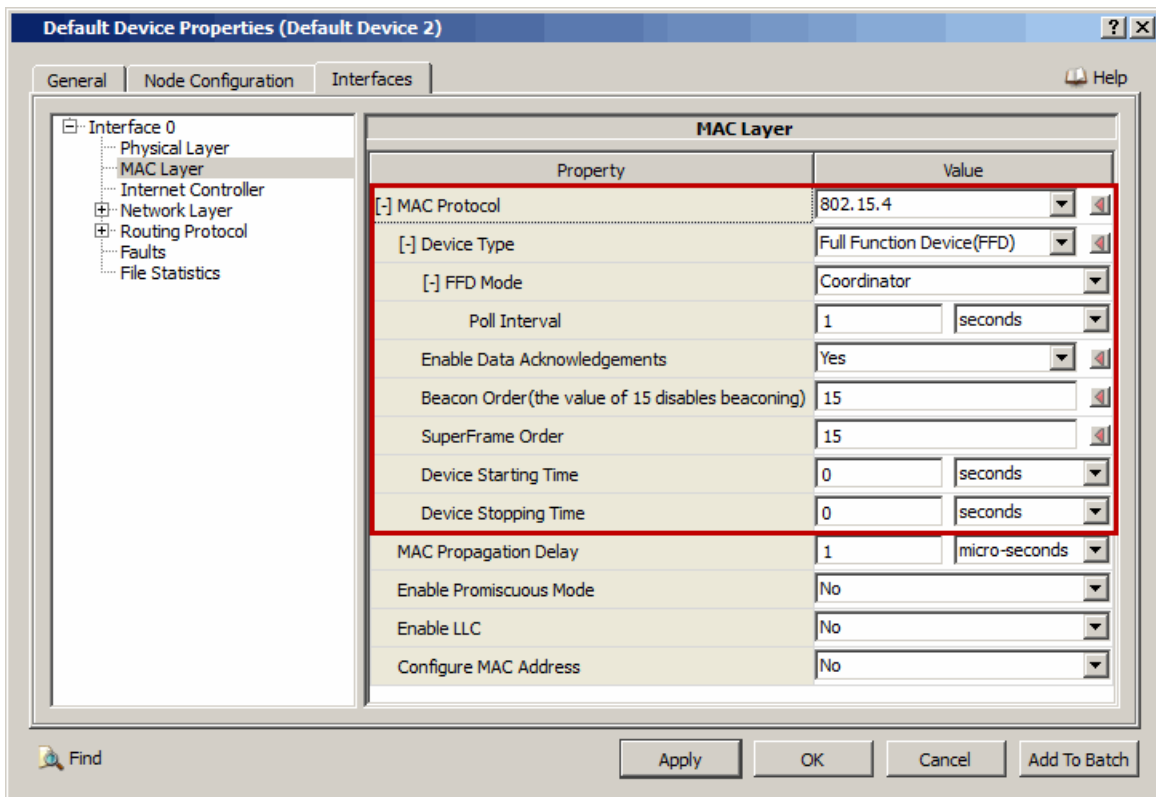 Default Device Properties (Default Device 2)
General Node Configuration Interfaces Help
Interface 0
Physical Layer
MAC Layer
Internet Controller
Network Layer
Routing Protocol
Faults
File Statistics
MAC Layer
Property Value
[-] MAC Protocol 802.15.4
[-] Device Type Full Function Device(FFD)
[-] FFD Mode Coordinator
Poll Interval 1 seconds
Enable Data Acknowledgements Yes
Beacon Order(the value of 15 disables beaconing) 15
SuperFrame Order 15
Device Starting Time 0 seconds
Device Stopping Time 0 seconds
MAC Propagation Delay 1 micro-seconds
Enable Promiscuous Mode No
Enable LLC No
Configure MAC Address No
Find Apply OK Cancel Add To Batch